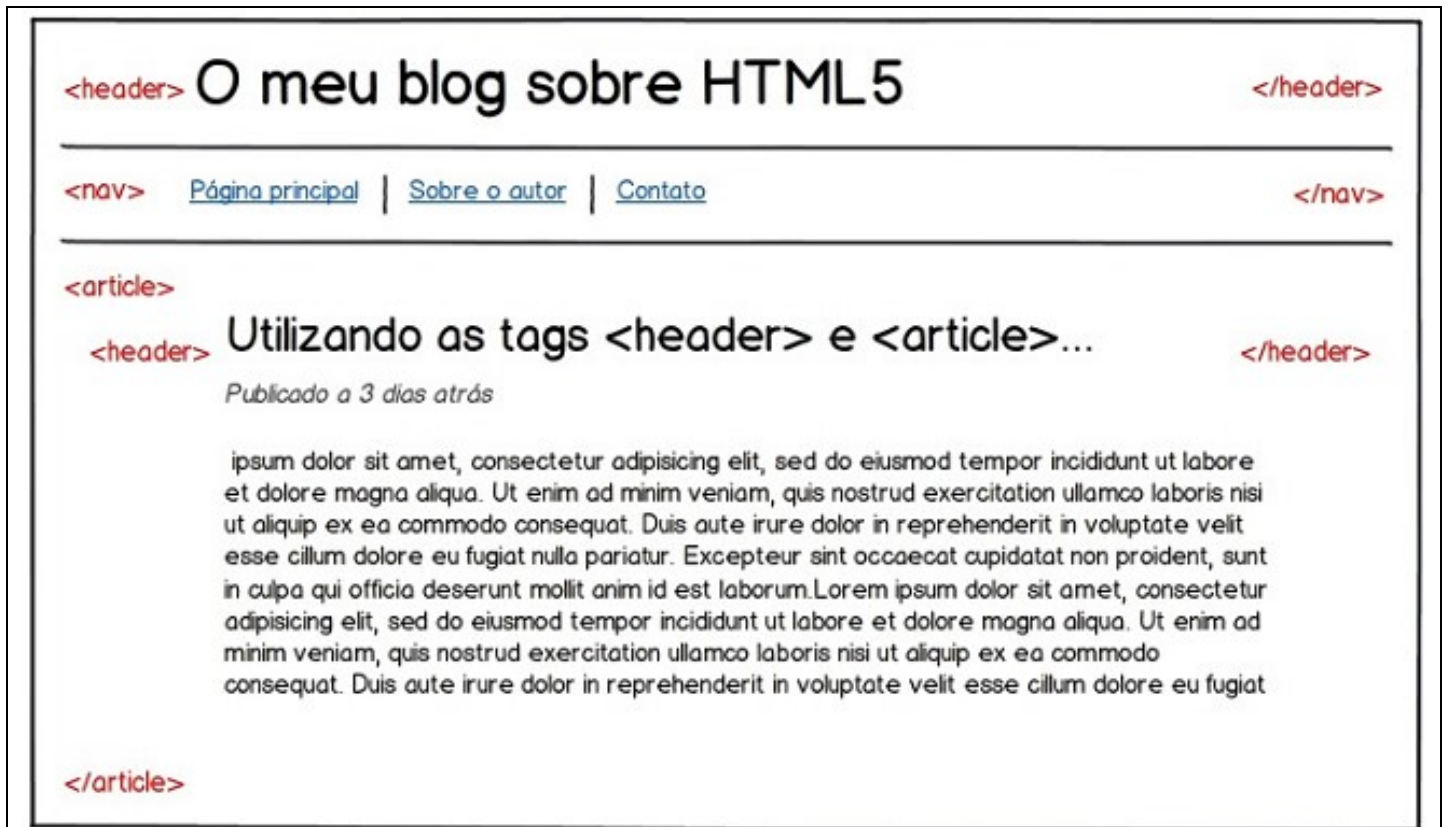 <header> O meu blog sobre HTML5 </header>
<nav> Página principal | Sobre o autor | Contato </nav>
<article>
<header> Utilizando as tags <header> e <article>... </header>
Publicado a 3 dias atrás
ipsum dolor sit amet, consectetur adipisicing elit, sed do eiusmod tempor incididunt ut labore
et dolore magna aliqua. Ut enim ad minim veniam, quis nostrud exercitation ullamco laboris nisi
ut aliquip ex ea commodo consequat. Duis aute irure dolor in reprehenderit in voluptate velit
esse cillum dolore eu fugiat nulla pariatur. Excepteur sint occaecat cupidatat non proident, sunt
in culpa qui officia deserunt mollit anim id est laborum.Lorem ipsum dolor sit amet, consectetur
adipisicing elit, sed do eiusmod tempor incididunt ut labore et dolore magna aliqua. Ut enim ad
minim veniam, quis nostrud exercitation ullamco laboris nisi ut aliquip ex ea commodo
consequat. Duis aute irure dolor in reprehenderit in voluptate velit esse cillum dolore eu fugiat
</article>